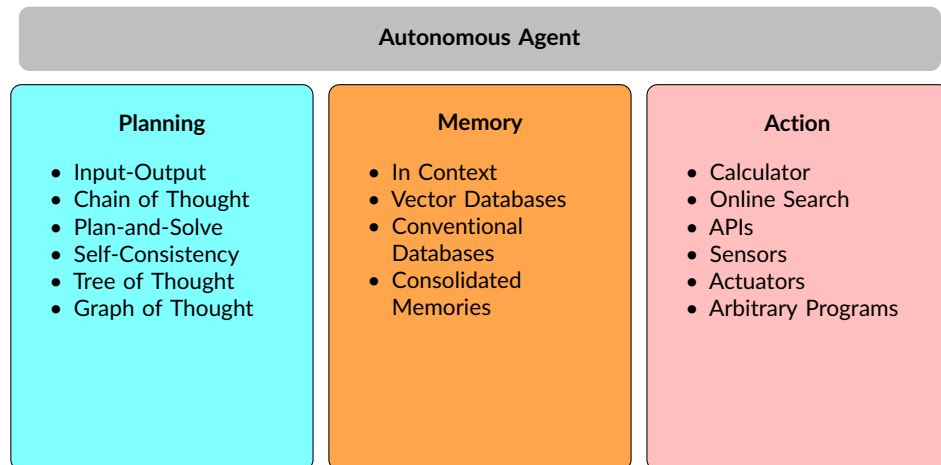 Autonomous Agent
Planning
• Input-Output
• Chain of Thought
• Plan-and-Solve
• Self-Consistency
• Tree of Thought
• Graph of Thought
Memory
• In Context
• Vector Databases
• Conventional
Databases
• Consolidated
Memories
Action
• Calculator
• Online Search
• APIs
• Sensors
• Actuators
• Arbitrary Programs